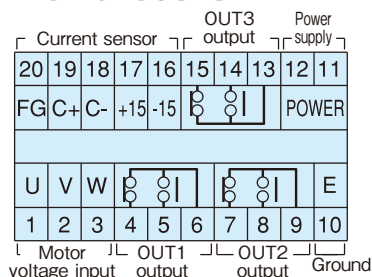 OUT3 Power
Current sensor output supply
20 19 18 17 16 15 14 13 12 11
FG C+ C- +15 -15 POWER
U V W E
1 2 3 4 5 6 7 8 9 10
Motor OUT1 OUT2 Ground
voltage input output output